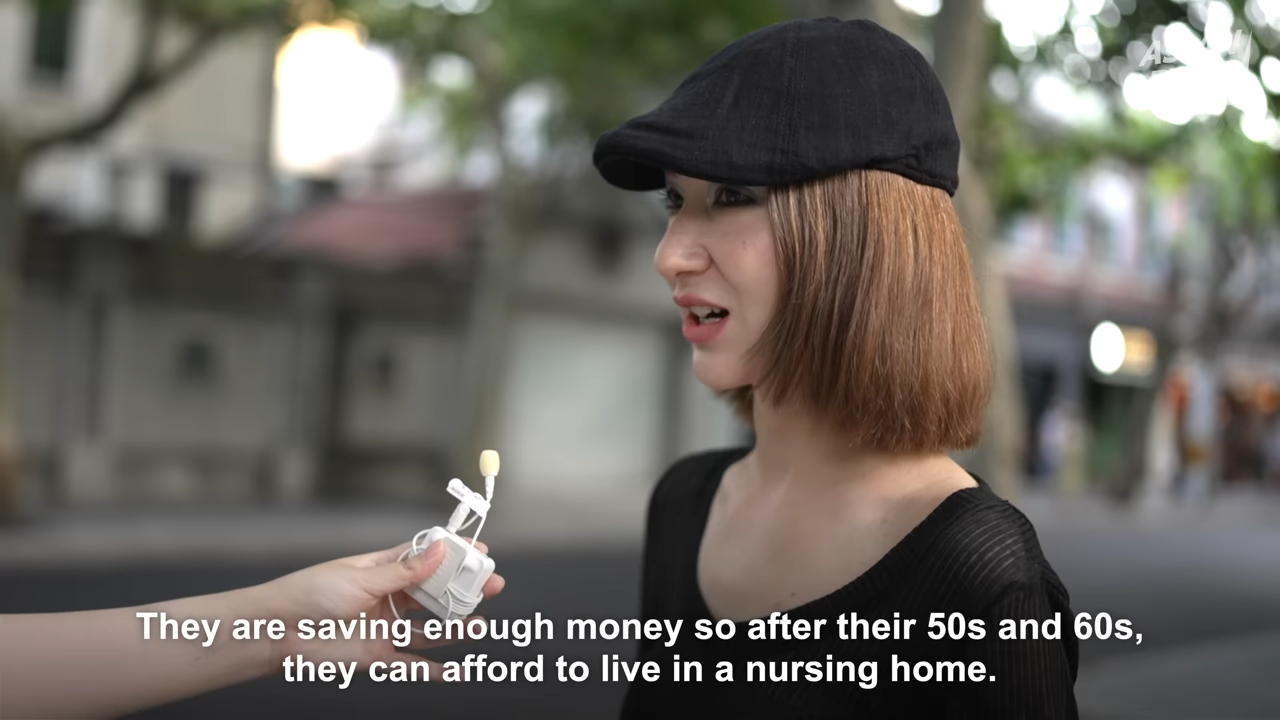 They are saving enough money so after their 50s and 60s,
they can afford to live in a nursing home.